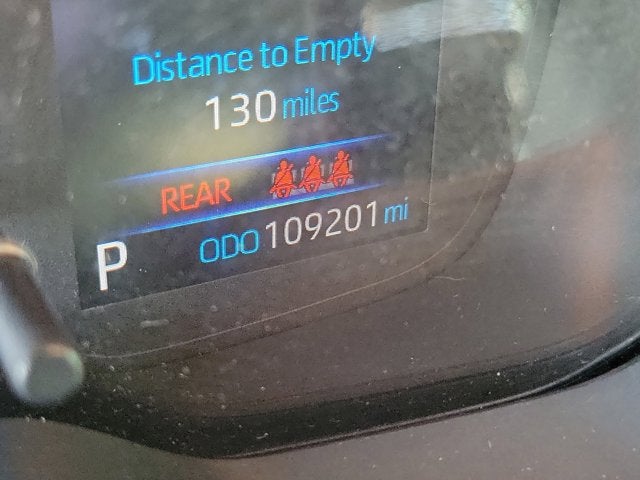 Distance to Empty
130 miles
REAR
P ODO 109201 mi